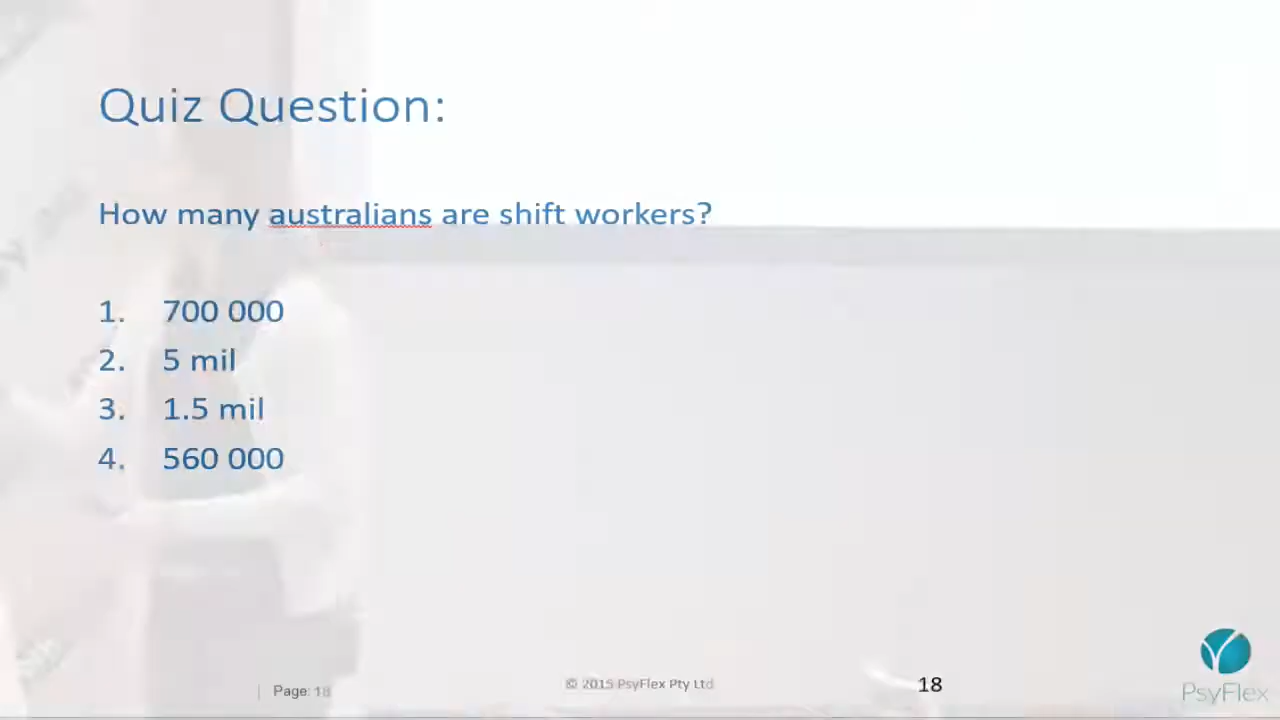 Quiz Question:
How many australians are shift workers?
1. 700 000
2. 5 mil
3. 1.5 mil
4. 560 000
Page: 18
© 2015 PsyFlex Pty Ltd
18
PsyFlex